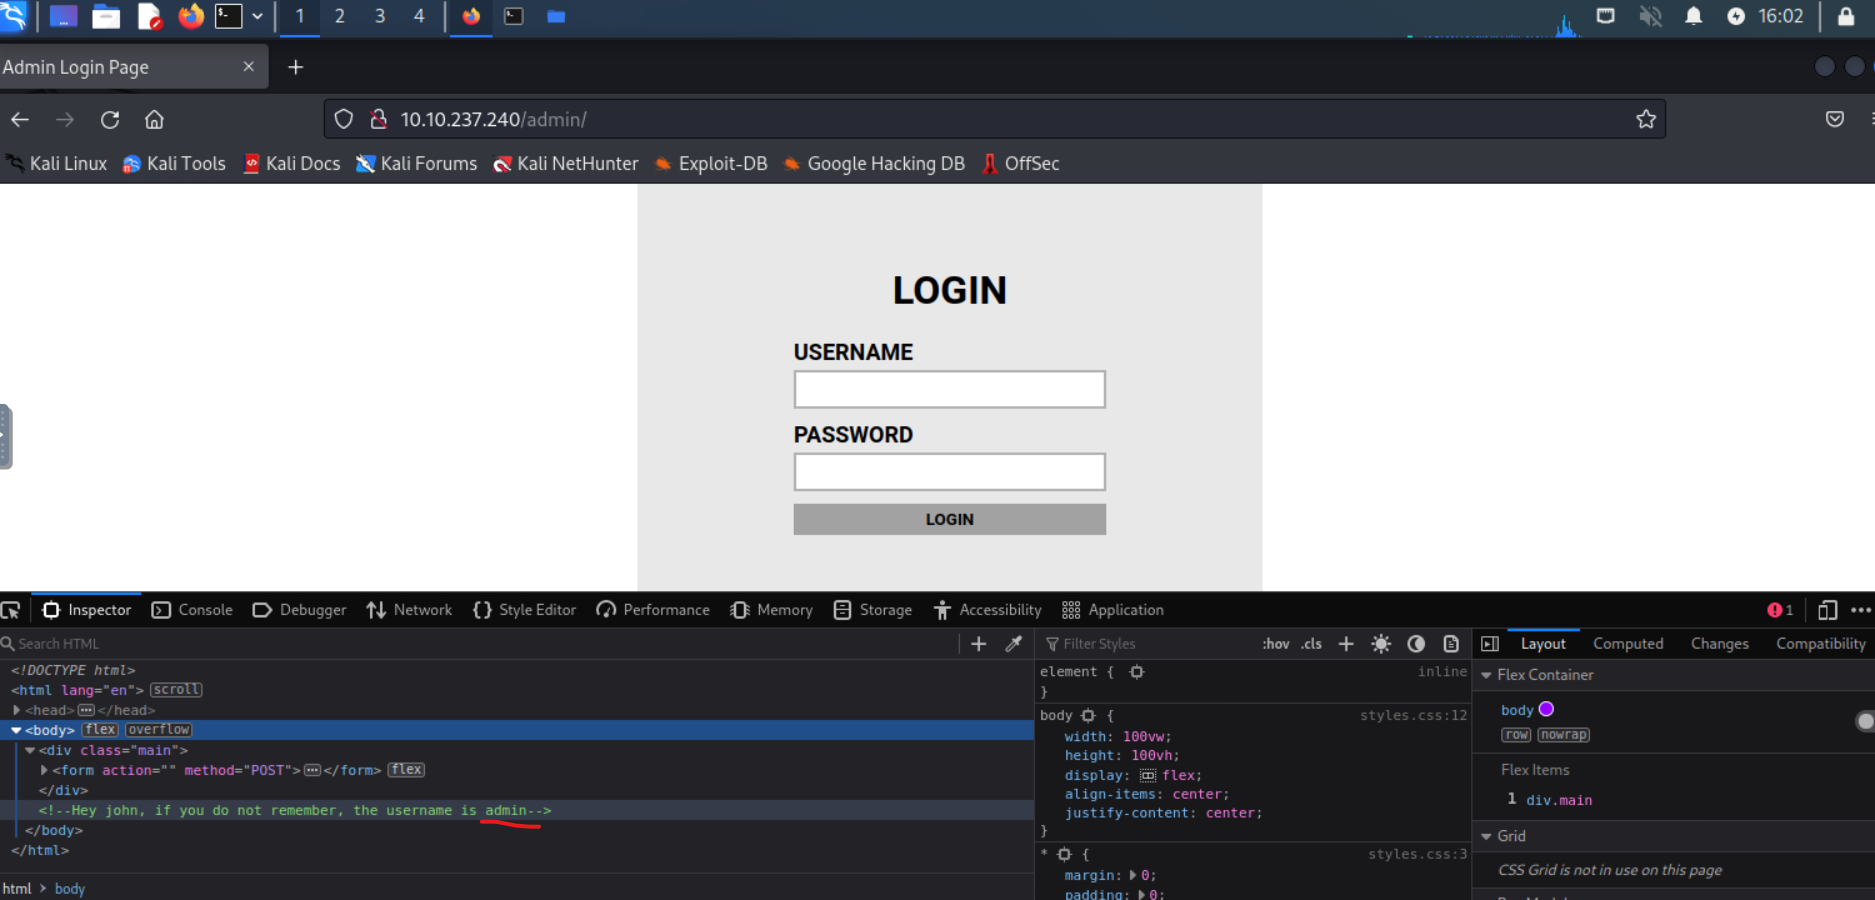 1 2 3 4 16:02
Admin Login Page
10.10.237.240/admin/
Kali Linux Kali Tools Kali Docs Kali Forums Kali NetHunter Exploit-DB Google Hacking DB OffSec
LOGIN
USERNAME
PASSWORD
LOGIN
Inspector Console Debugger Network Style Editor Performance Memory Storage Accessibility Application 1
Search HTML
<!DOCTYPE html>
<html lang="en"> scroll
<head> </head>
<body> flex overflow
<div class="main">
<form action="" method="POST"> </form> flex
</div>
<!--Hey john, if you do not remember, the username is admin-->
</body>
</html>
html > body
Filter Styles :hov .cls
element { inline
}
body { styles.css:12
width: 100vw;
height: 100vh;
display: flex;
align-items: center;
justify-content: center;
}
* { styles.css:3
margin: 0;
padding: 0;
Layout Computed Changes Compatibility
Flex Container
body
row nowrap
Flex Items
1 div.main
Grid
CSS Grid is not in use on this page